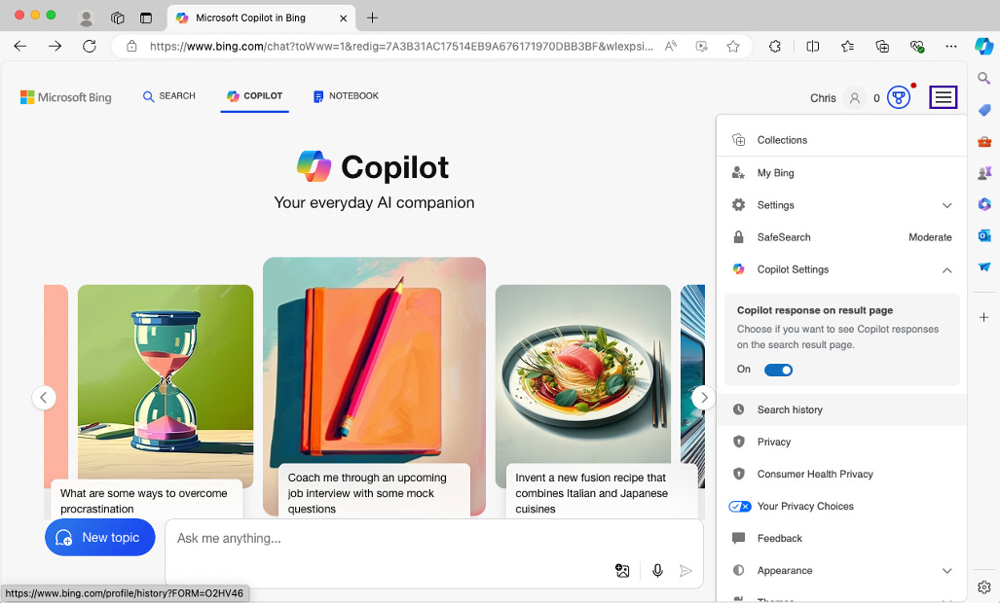 Microsoft Copilot in Bing
https://www.bing.com/chat?toWww=1&redig=7A3B31AC17514EB9A676171970DBB3BF&wlexpsi...
Microsoft Bing
SEARCH
COPILOT
NOTEBOOK
Chris
0
Copilot
Your everyday AI companion
What are some ways to overcome
procrastination
Coach me through an upcoming
job interview with some mock
questions
Invent a new fusion recipe that
combines Italian and Japanese
cuisines
New topic
Ask me anything...
Collections
My Bing
Settings
SafeSearch Moderate
Copilot Settings
Copilot response on result page
Choose if you want to see Copilot responses
on the search result page.
On
Search history
Privacy
Consumer Health Privacy
Your Privacy Choices
Feedback
Appearance
https://www.bing.com/profile/history?FORM=O2HV46